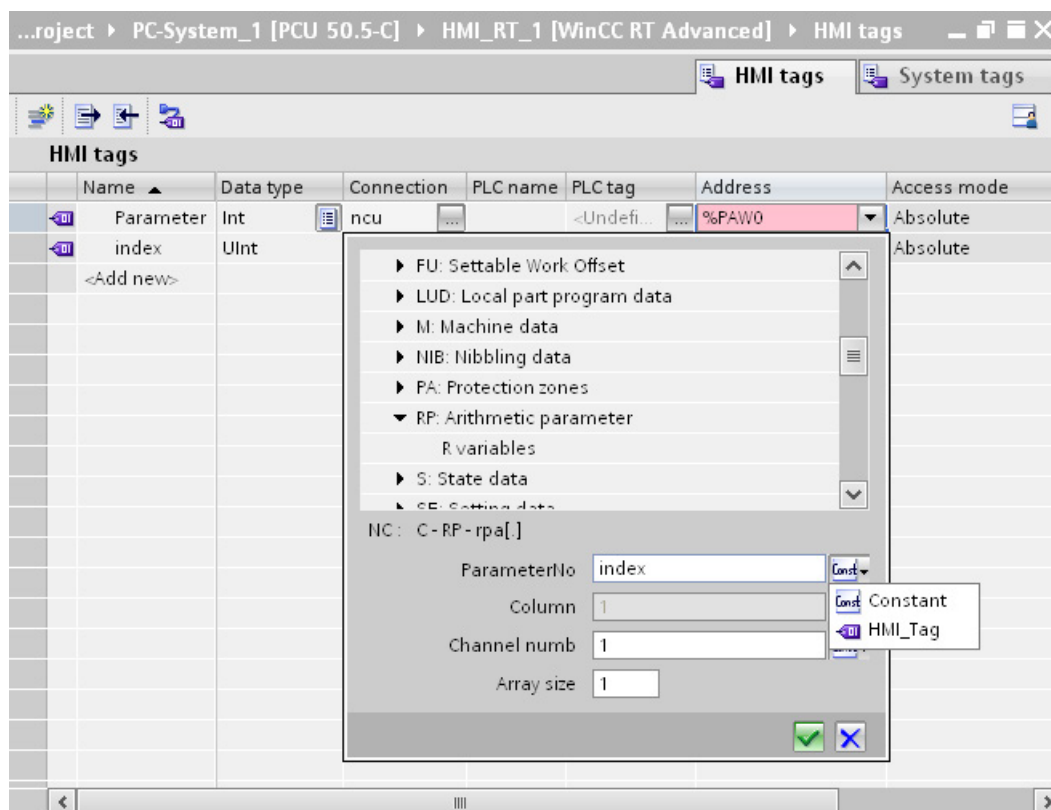 ...roject ▸ PC-System_1 [PCU 50.5-C] ▸ HMI_RT_1 [WinCC RT Advanced] ▸ HMI tags
HMI tags System tags
HMI tags
Name Data type Connection PLC name PLC tag Address Access mode
Parameter Int ncu ... <Undefi... ... %PAW0 Absolute
index UInt Absolute
<Add new>
FU: Settable Work Offset
LUD: Local part program data
M: Machine data
NIB: Nibbling data
PA: Protection zones
RP: Arithmetic parameter
R variables
S: State data
SE: Setting data
NC : C - RP - rpa[.]
ParameterNo index Const
Const Constant
Column 1
HMI_Tag
Channel numb 1
Array size 1